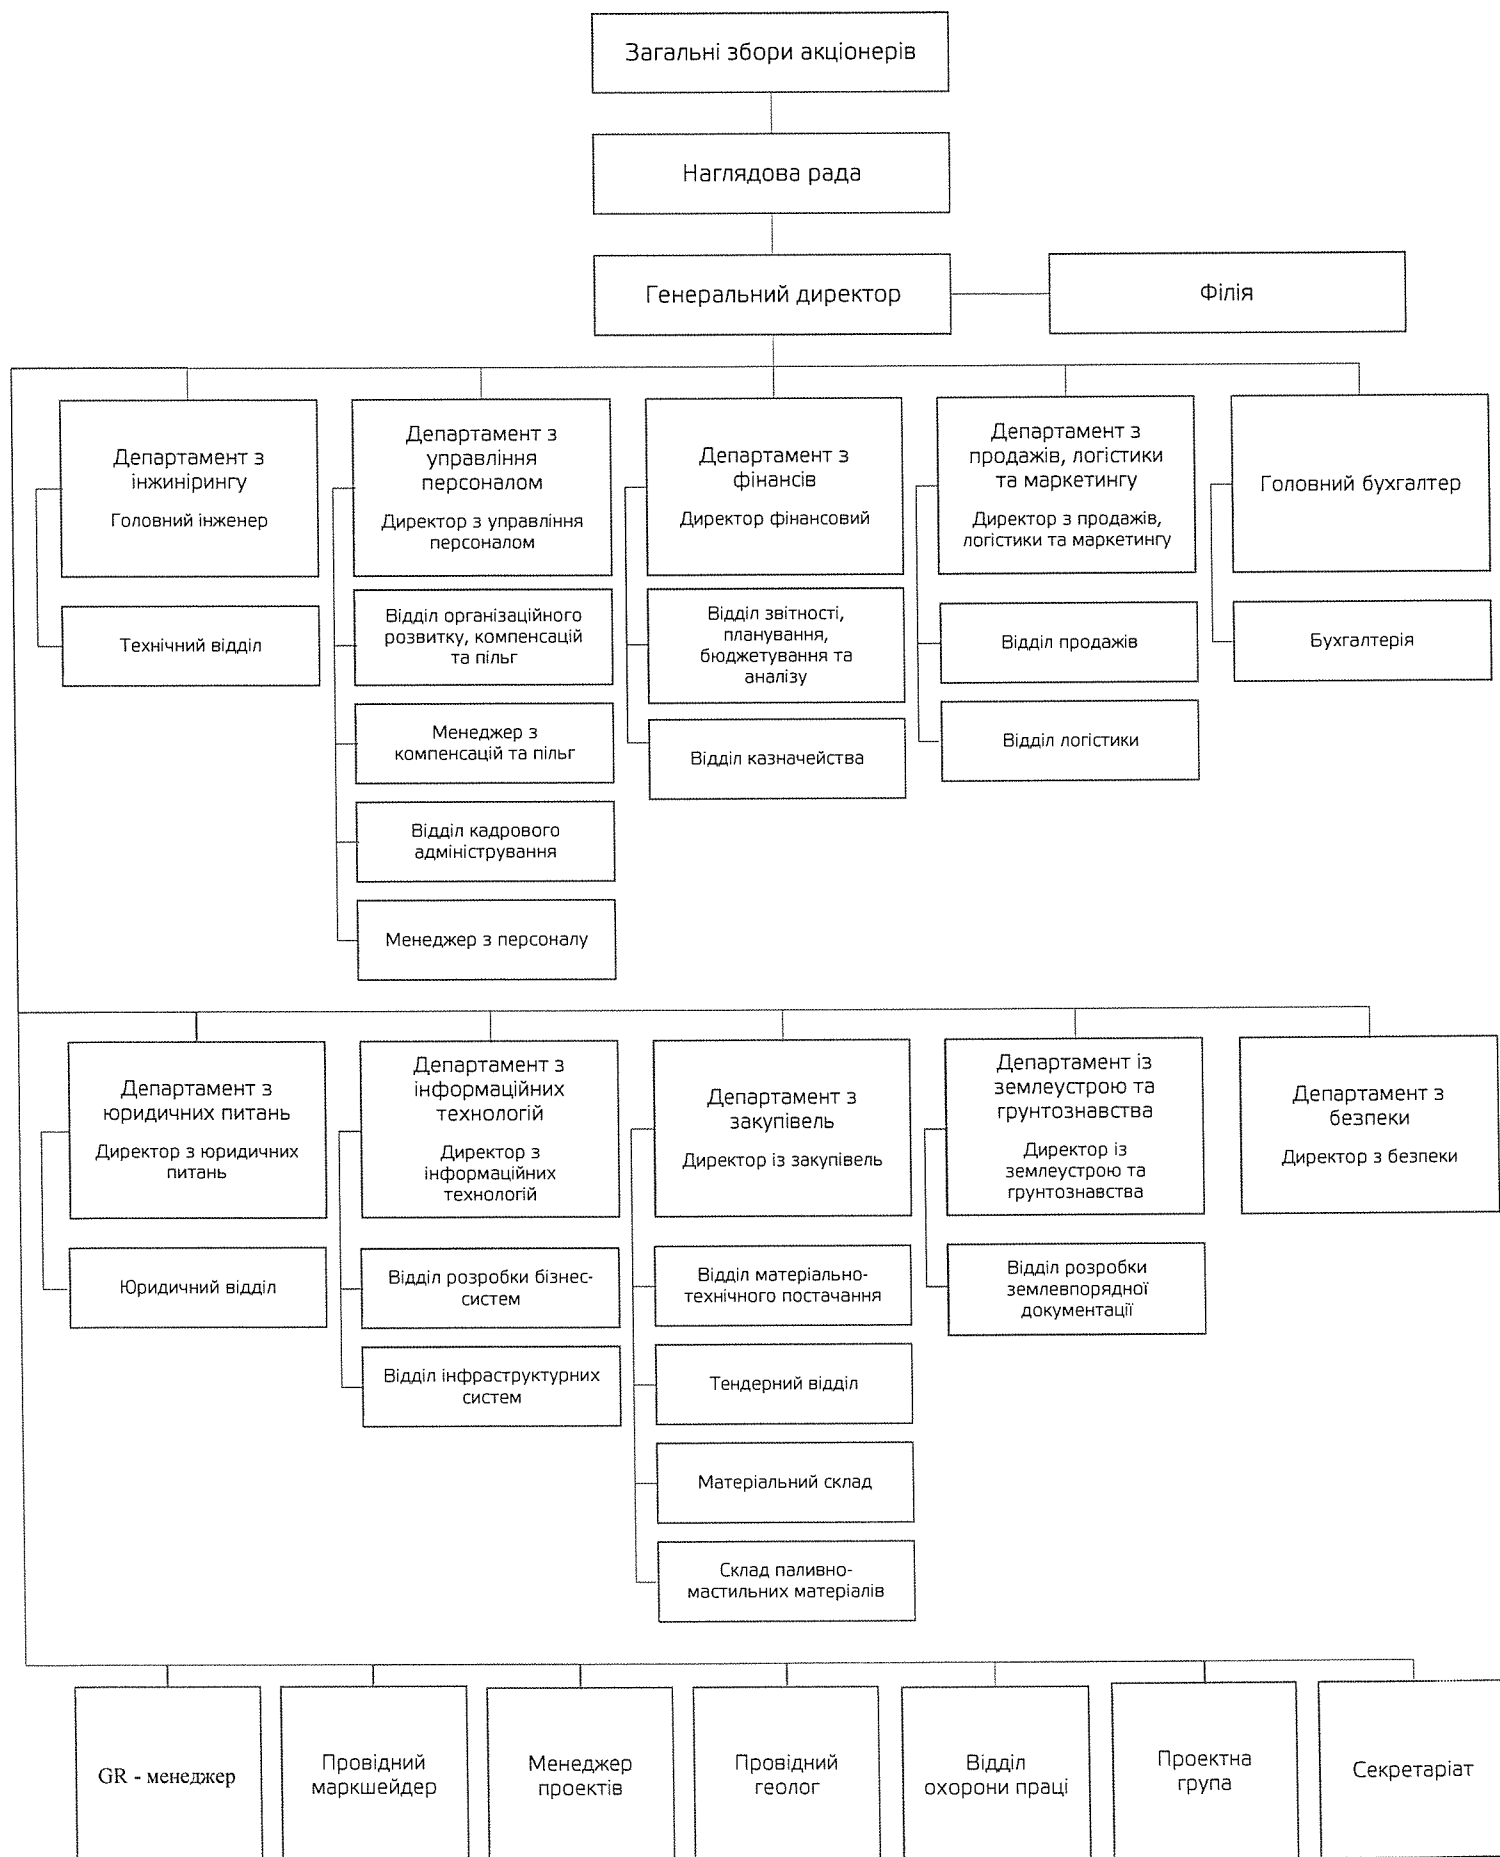 Загальні збори акціонерів
Наглядова рада
Генеральний директор
Філія
Департамент з
інжинірингу
Головний інженер
Департамент з
управління
персоналом
Директор з управління
персоналом
Департамент з
фінансів
Директор фінансовий
Департамент з
продажів, логістики
та маркетингу
Директор з продажів,
логістики та маркетингу
Головний бухгалтер
Технічний відділ
Відділ організаційного
розвитку, компенсацій
та пільг
Менеджер з
компенсацій та пільг
Відділ кадрового
адміністрування
Менеджер з персоналу
Відділ звітності,
планування,
бюджетування та
аналізу
Відділ казначейства
Відділ продажів
Відділ логістики
Бухгалтерія
Департамент з
юридичних питань
Директор з юридичних
питань
Департамент з
інформаційних
технологій
Директор з
інформаційних
технологій
Департамент з
закупівель
Директор із закупівель
Департамент із
землеустрою та
грунтознавства
Директор із
землеустрою та
грунтознавства
Департамент з
безпеки
Директор з безпеки
Юридичний відділ
Відділ розробки бізнес-
систем
Відділ інфраструктурних
систем
Відділ матеріально-
технічного постачання
Тендерний відділ
Матеріальний склад
Склад паливно-
мастильних матеріалів
Відділ розробки
землевпорядної
документації
GR - менеджер
Провідний
маркшейдер
Менеджер
проектів
Провідний
геолог
Відділ
охорони праці
Проектна
група
Секретаріат